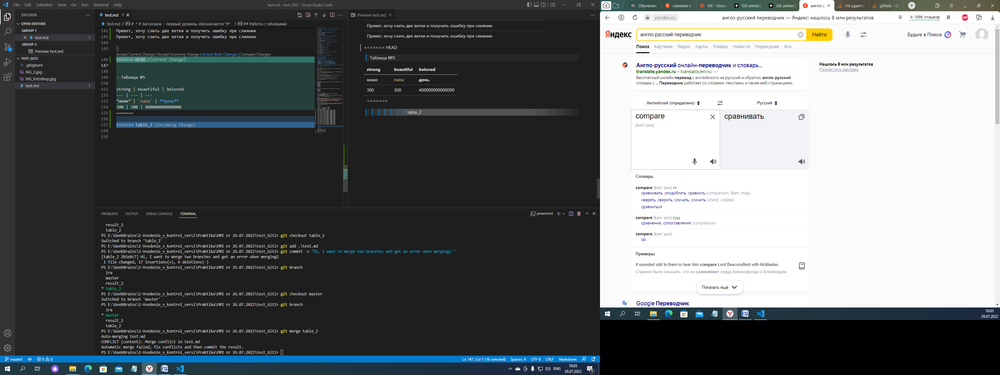 File Edit Selection View Go Run Terminal Help
test.md - test_Git2 - Visual Studio Code
EXPLORER
OPEN EDITORS
GROUP 1
test.md !
GROUP 2
Preview test.md
TEST_GIT2
.gitignore
NG_2.jpg
NG_fotoshop.jpg
test.md !
test.md !
test.md > # * # Заголовок - первый уровень обозначается "#" > ## Работа с таблицами
142 Привет, хочу слить две ветки и получить ошибку при слиянии
143 Привет, хочу слить две ветки и получить ошибку при слиянии
144
145
Accept Current Change | Accept Incoming Change | Accept Both Changes | Compare Changes
146 <<<<<<<·HEAD (Current Change)
147
148
149 > Таблица №5
150
151 strong | beautiful | beloved
152 --- | --- | ---
153 *мама* | `папа` | **дочь**
154 300 | 300 | 400000000000000
155 =======
156
157 >>>>>>> table_2 (Incoming Change)
158
159
Preview test.md
Привет, хочу слить две ветки и получить ошибку при слиянии
Привет, хочу слить две ветки и получить ошибку при слиянии
<<<<<<< HEAD
Таблица №5
strong beautiful beloved
мама папа дочь
300 300 400000000000000
=======
table_2
PROBLEMS OUTPUT DEBUG CONSOLE TERMINAL
powershell
result_2
table_2
PS E:\GeekBrains\2-Vvedenie_v_kontrol_versi\Praktika\P№2 от 26.07.2022\test_Git2> git checkout table_2
Switched to branch 'table_2'
PS E:\GeekBrains\2-Vvedenie_v_kontrol_versi\Praktika\P№2 от 26.07.2022\test_Git2> git add .\test.md
PS E:\GeekBrains\2-Vvedenie_v_kontrol_versi\Praktika\P№2 от 26.07.2022\test_Git2> git commit -m "Hi, I want to merge two branches and get an error when merging2 "
[table_2 2b5e8c7] Hi, I want to merge two branches and get an error when merging2
1 file changed, 17 insertions(+), 6 deletions(-)
PS E:\GeekBrains\2-Vvedenie_v_kontrol_versi\Praktika\P№2 от 26.07.2022\test_Git2> git branch
ira
master
result_2
* table_2
PS E:\GeekBrains\2-Vvedenie_v_kontrol_versi\Praktika\P№2 от 26.07.2022\test_Git2> git checkout master
Switched to branch 'master'
PS E:\GeekBrains\2-Vvedenie_v_kontrol_versi\Praktika\P№2 от 26.07.2022\test_Git2> git branch
ira
* master
result_2
table_2
PS E:\GeekBrains\2-Vvedenie_v_kontrol_versi\Praktika\P№2 от 26.07.2022\test_Git2> git merge table_2
Auto-merging test.md
CONFLICT (content): Merge conflict in test.md
Automatic merge failed; fix conflicts and then commit the result.
PS E:\GeekBrains\2-Vvedenie_v_kontrol_versi\Praktika\P№2 от 26.07.2022\test_Git2>
master! 0 0
Ln 147, Col 1 (16 selected) Spaces: 4 UTF-8 CRLF Markdown
ENG
10:03
29.07.2022
8 Обучение слияние в Git - Осно Git unmerg Git unmerg англо-р Не удаетс github - Gi
yandex.ru
англо-русский переводчик — Яндекс: нашлось 8 млн результатов
199K отзывов
ABP
Яндекс
англо-русский переводчик
Найти
Будьте в Плюсе
Поиск Картинки Видео Карты Товары Новости Переводчик Все
Англо-русский онлайн-переводчик и словарь...
translate.yandex.ru › translator/en-ru
Бесплатный онлайн перевод с английского на русский и обратно, англо-русский
словарь с ... Переводчик работает со словами, текстами, а также веб-страницами.
Нашлось 8 млн результатов
Разместить рекламу
Английский (определено) Русский
compare
[kəmˈpeə]
сравнивать
Словарь
compare [kəmˈpeə] гл
сравнивать, уподоблять, сравнить (comparison, liken, map)
сверять, сверить, сличать, сличить (check, collate)
сравниться
compare [kəmˈpeə] сущ
сравнение, сопоставление (comparison)
compare [kəmˈpeə]
ср.
Примеры
It sounded odd to them to hear him compare Lord Beaconsfield with Alcibiades.
Странно было слышать, что он сравнивает лорда Биконсфилда с Алкивиадом.
Показать ещё
Google Переводчик
10:03
29.07.2022